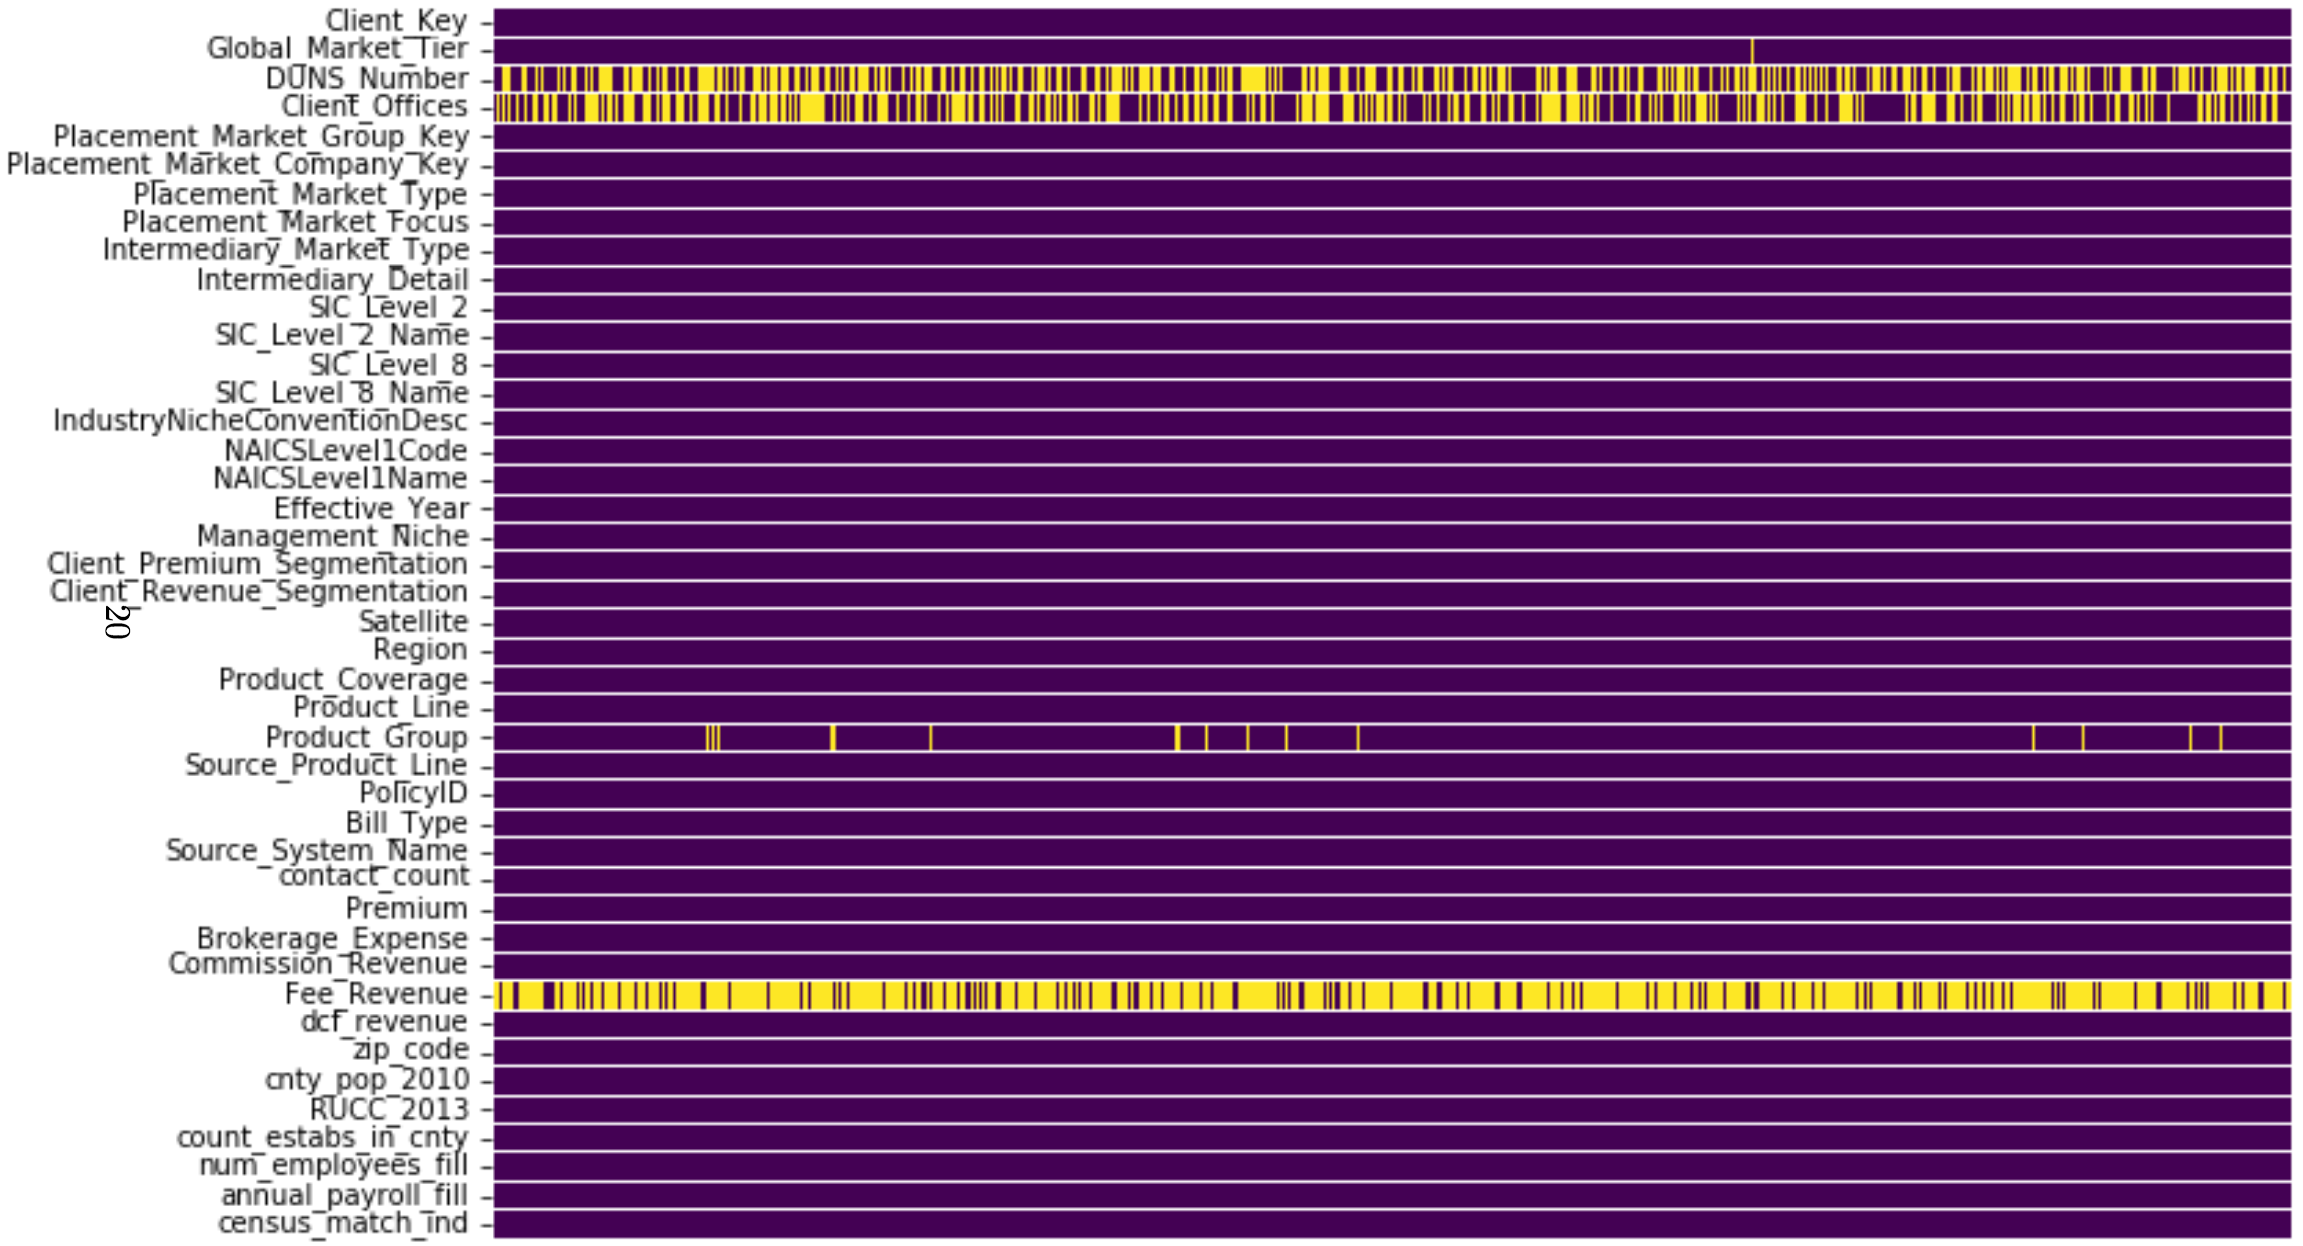 Client_Key
Global_Market_Tier
DUNS_Number
Client_Offices
Placement_Market_Group_Key
Placement_Market_Company_Key
Placement_Market_Type
Placement_Market_Focus
Intermediary_Market_Type
Intermediary_Detail
SIC_Level_2
SIC_Level_2_Name
SIC_Level_8
SIC_Level_8_Name
IndustryNicheConventionDesc
NAICSLevel1Code
NAICSLevel1Name
Effective_Year
Management_Niche
Client_Premium_Segmentation
Client_Revenue_Segmentation
20
Satellite
Region
Product_Coverage
Product_Line
Product_Group
Source_Product_Line
PolicyID
Bill_Type
Source_System_Name
contact_count
Premium
Brokerage_Expense
Commission_Revenue
Fee_Revenue
dcf_revenue
zip_code
cnty_pop_2010
RUCC_2013
count_estabs_in_cnty
num_employees_fill
annual_payroll_fill
census_match_ind